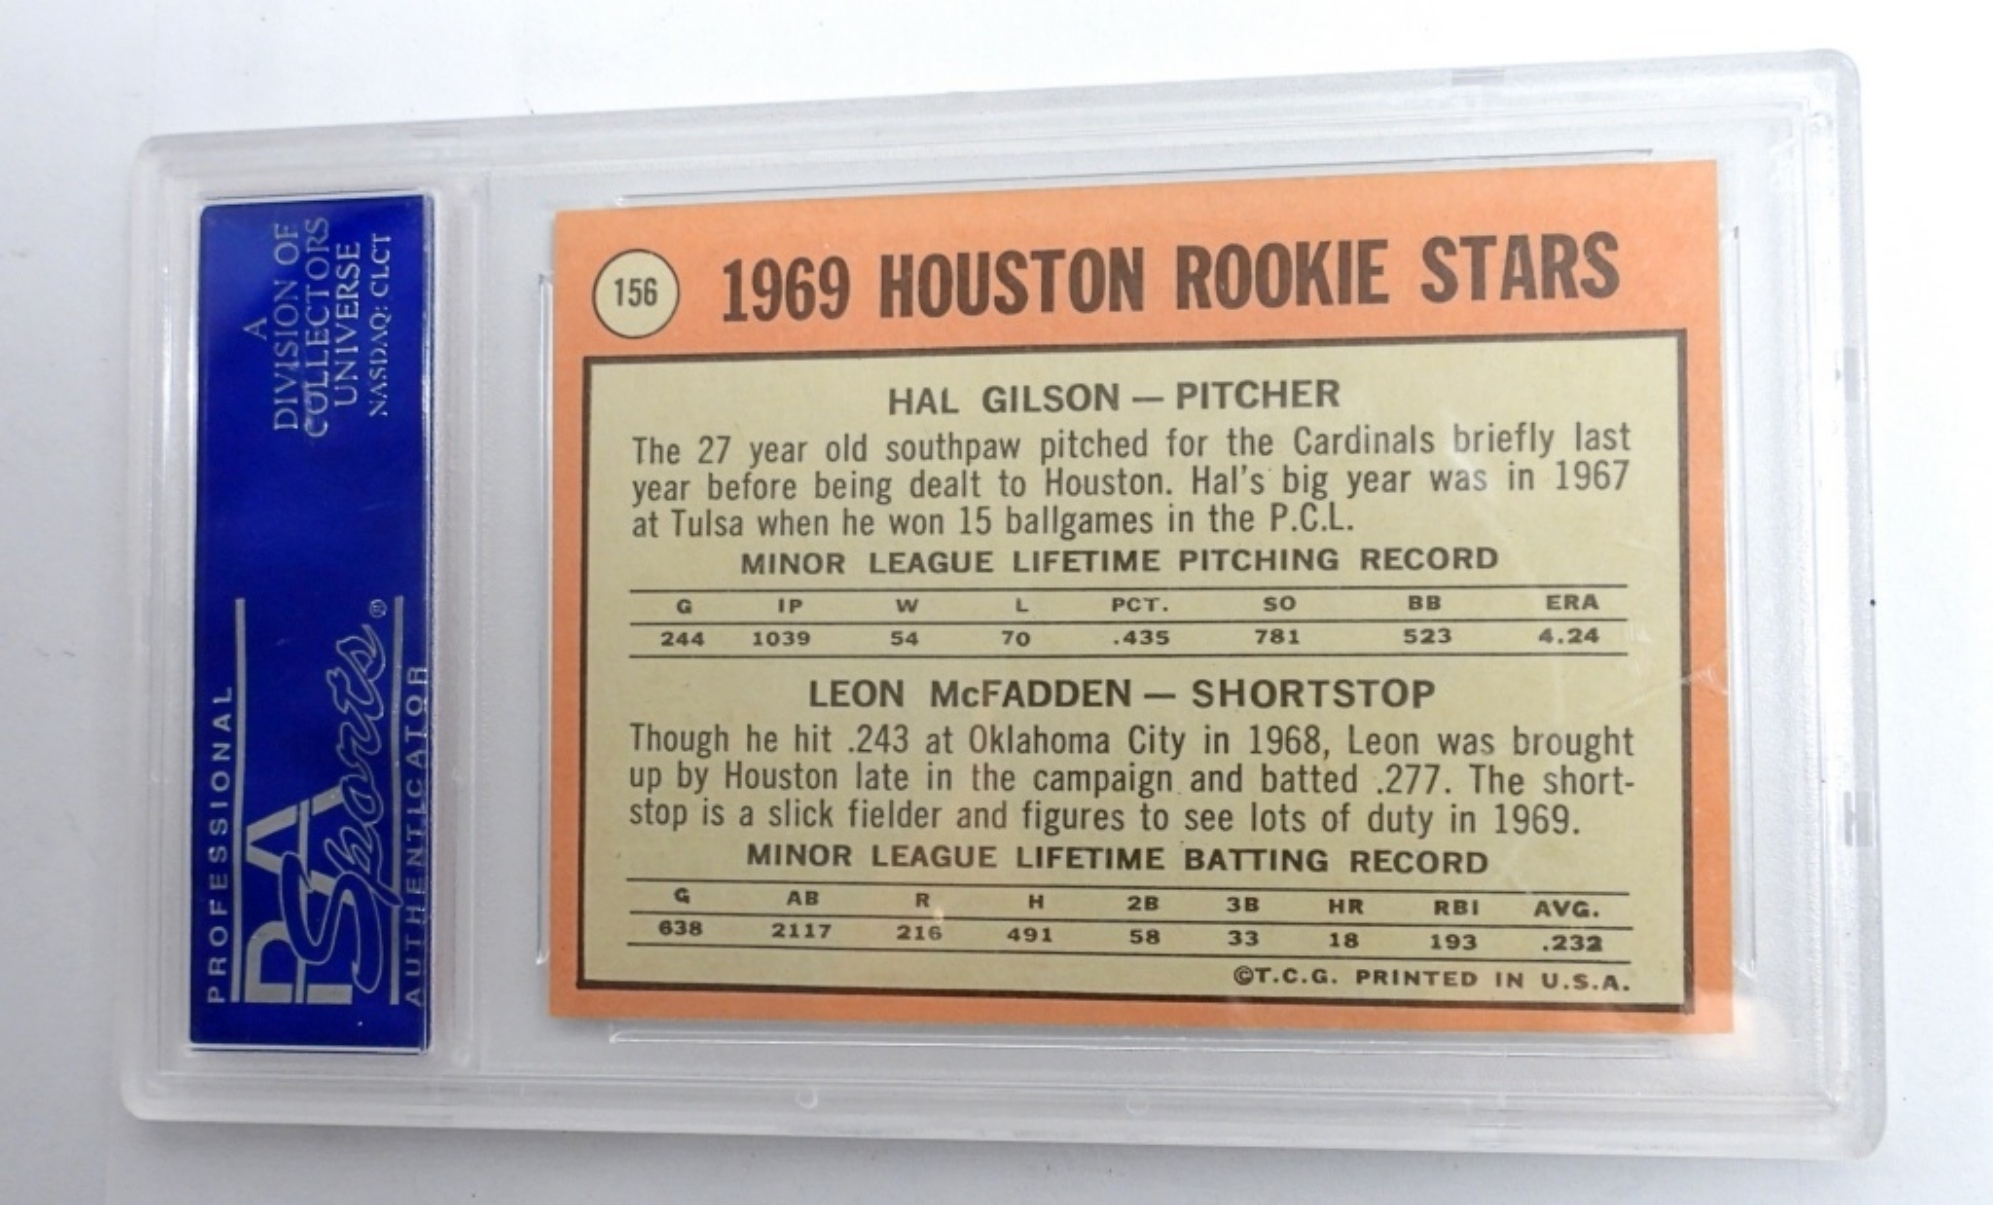 A
DIVISION OF
COLLECTORS
UNIVERSE
NASDAQ: CLCT
PROFESSIONAL
PSA
Sports®
AUTHENTICATOR
156
1969 HOUSTON ROOKIE STARS
HAL GILSON — PITCHER
The 27 year old southpaw pitched for the Cardinals briefly last
year before being dealt to Houston. Hal's big year was in 1967
at Tulsa when he won 15 ballgames in the P.C.L.
MINOR LEAGUE LIFETIME PITCHING RECORD
G IP W L PCT. SO BB ERA
244 1039 54 70 .435 781 523 4.24
LEON McFADDEN — SHORTSTOP
Though he hit .243 at Oklahoma City in 1968, Leon was brought
up by Houston late in the campaign and batted .277. The short-
stop is a slick fielder and figures to see lots of duty in 1969.
MINOR LEAGUE LIFETIME BATTING RECORD
G AB R H 2B 3B HR RBI AVG.
638 2117 216 491 58 33 18 193 .232
©T.C.G. PRINTED IN U.S.A.